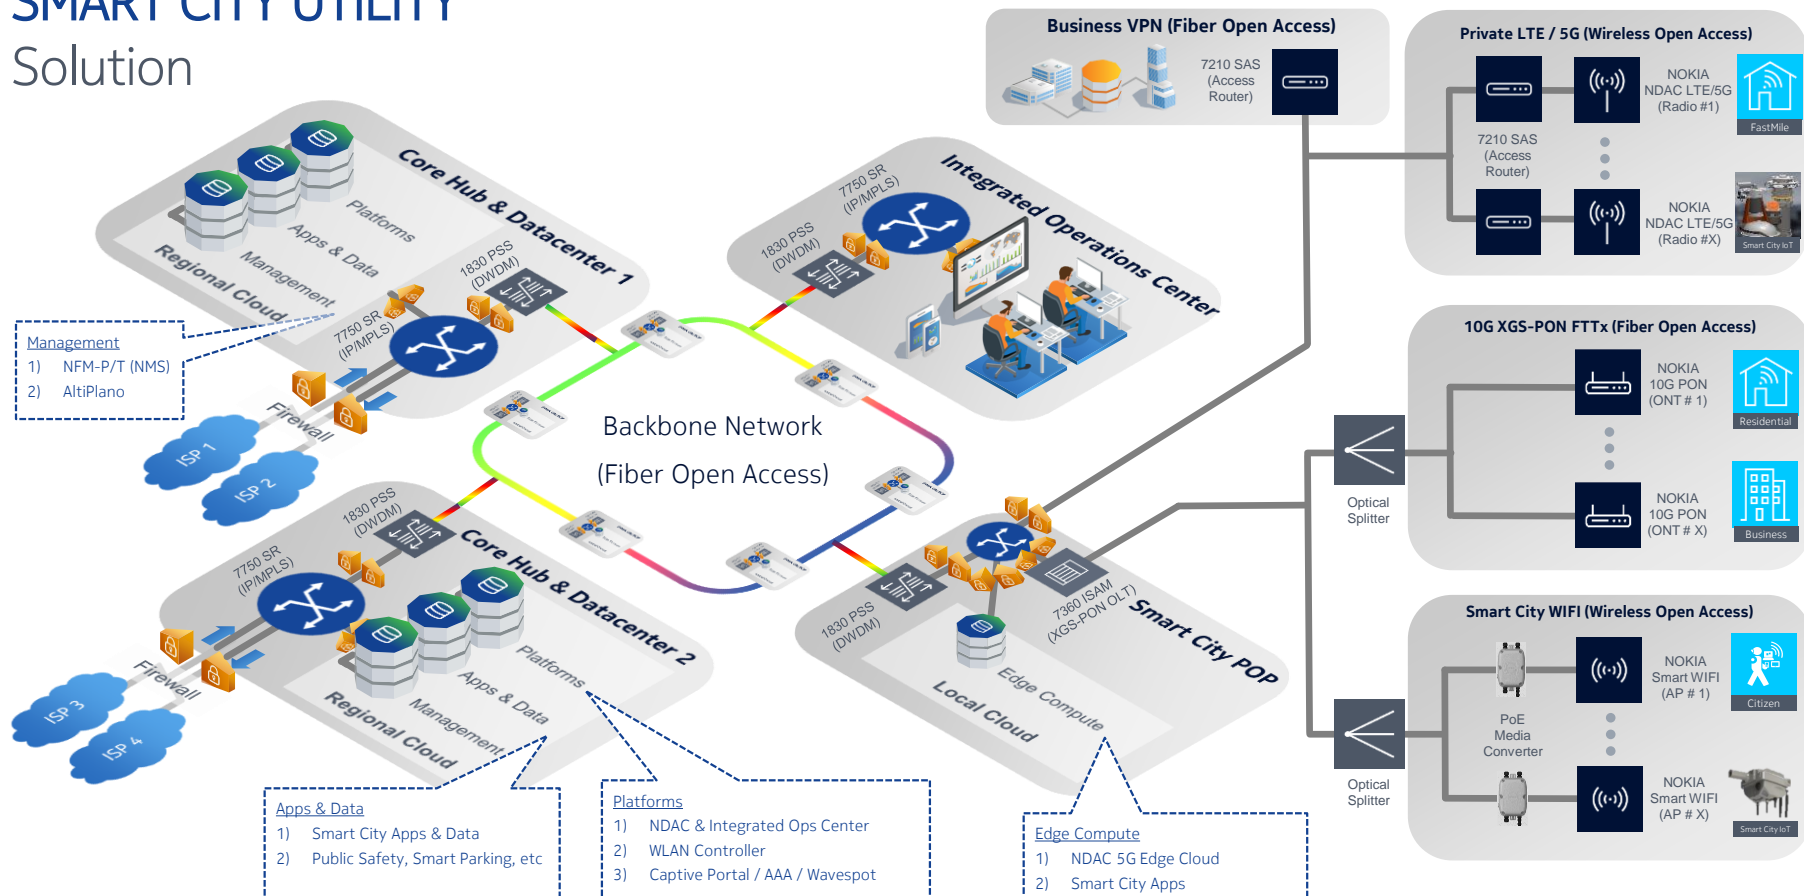 SMART CITY UTILITY
Solution
Business VPN (Fiber Open Access)
7210 SAS
(Access
Router)
Private LTE / 5G (Wireless Open Access)
NOKIA
NDAC LTE/5G
(Radio #1)
FastMile
7210 SAS
(Access
Router)
NOKIA
NDAC LTE/5G
(Radio #X)
Smart City IoT
Core Hub & Datacenter 1
Platforms
Apps & Data
Management
Regional Cloud
1830 PSS
(DWDM)
7750 SR
(IP/MPLS)
Integrated Operations Center
7750 SR
(IP/MPLS)
1830 PSS
(DWDM)
Management
1) NFM-P/T (NMS)
2) AltiPlano
Firewall
ISP 1
ISP 2
Backbone Network
(Fiber Open Access)
10G XGS-PON FTTx (Fiber Open Access)
NOKIA
10G PON
(ONT # 1)
Residential
Optical
Splitter
NOKIA
10G PON
(ONT # X)
Business
1830 PSS
(DWDM)
7750 SR
(IP/MPLS)
Core Hub & Datacenter 2
Platforms
Apps & Data
Management
Regional Cloud
Firewall
ISP 3
ISP 4
1830 PSS
(DWDM)
7360 ISAM
(XGS-PON OLT)
Smart City POP
Edge Compute
Local Cloud
Smart City WIFI (Wireless Open Access)
NOKIA
Smart WIFI
(AP # 1)
Citizen
PoE
Media
Converter
Optical
Splitter
NOKIA
Smart WIFI
(AP # X)
Smart City IoT
Apps & Data
1) Smart City Apps & Data
2) Public Safety, Smart Parking, etc
Platforms
1) NDAC & Integrated Ops Center
2) WLAN Controller
3) Captive Portal / AAA / Wavespot
Edge Compute
1) NDAC 5G Edge Cloud
2) Smart City Apps